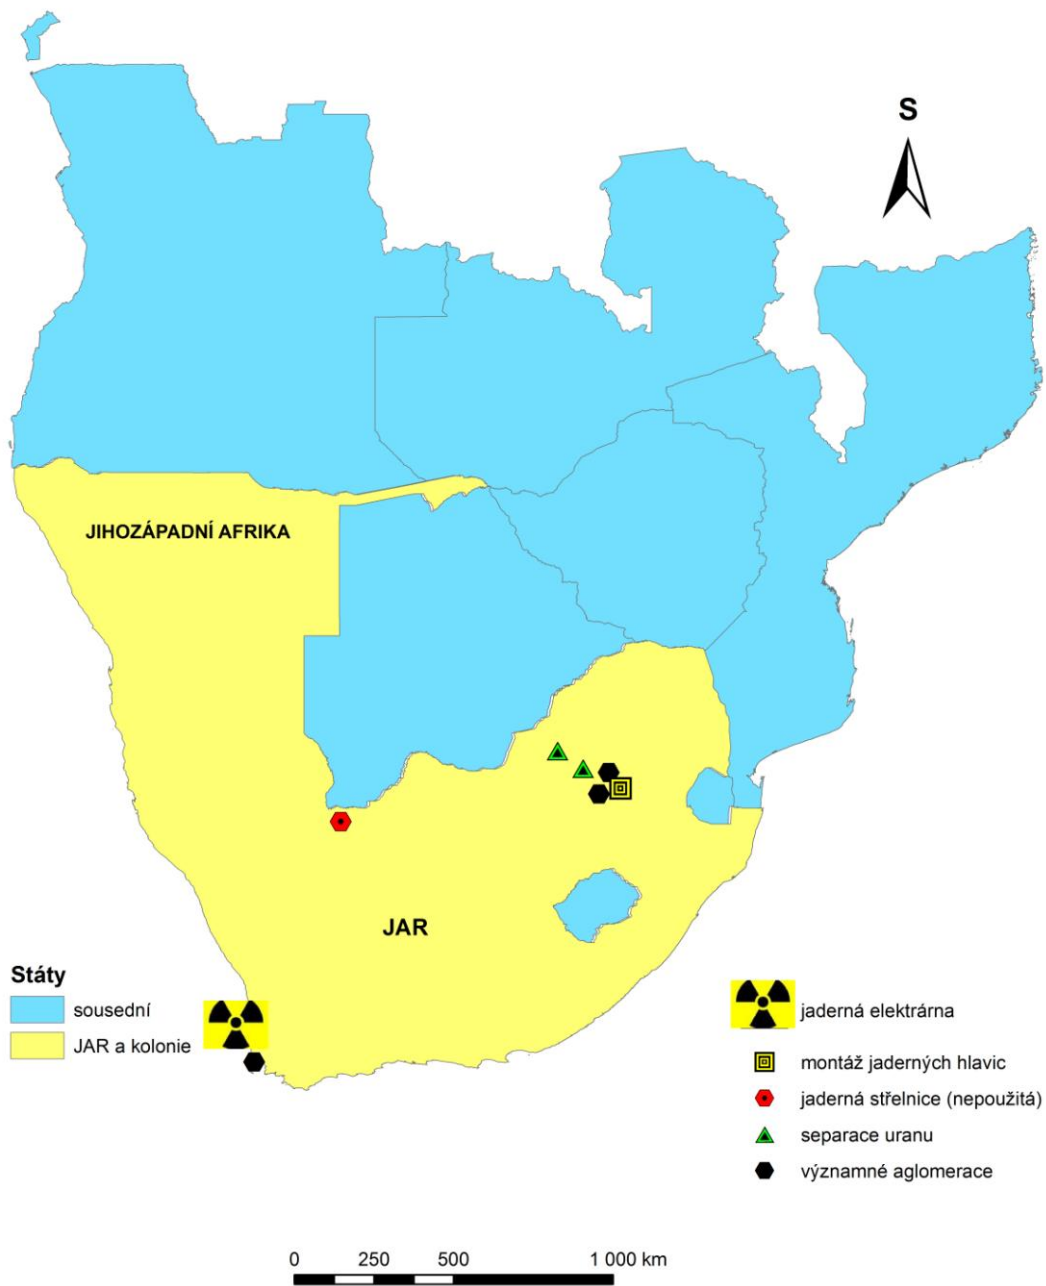 S
JIHOZÁPADNÍ AFRIKA
JAR
Státy
sousední
JAR a kolonie
jaderná elektrárna
montáž jaderných hlavic
jaderná střelnice (nepoužitá)
separace uranu
významné aglomerace
0 250 500 1 000 km